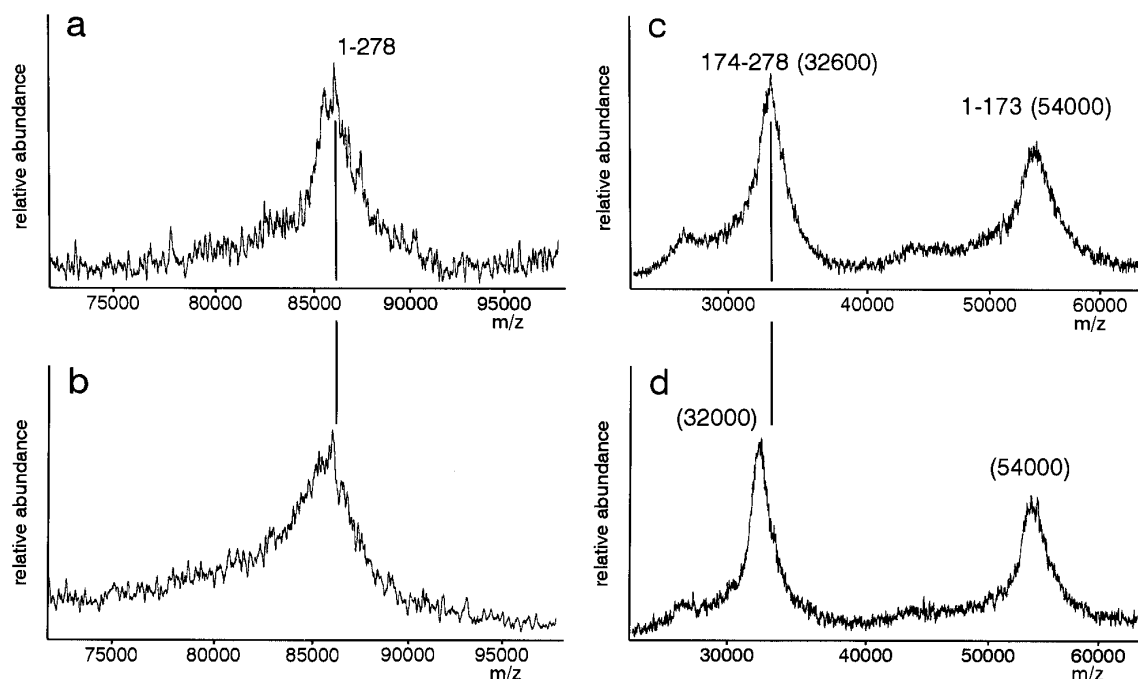 a
1-278
relative abundance
75000 80000 85000 90000 95000
m/z
c
174-278 (32600)
1-173 (54000)
relative abundance
30000 40000 50000 60000
m/z
b
relative abundance
75000 80000 85000 90000 95000
m/z
d
(32000)
(54000)
relative abundance
30000 40000 50000 60000
m/z